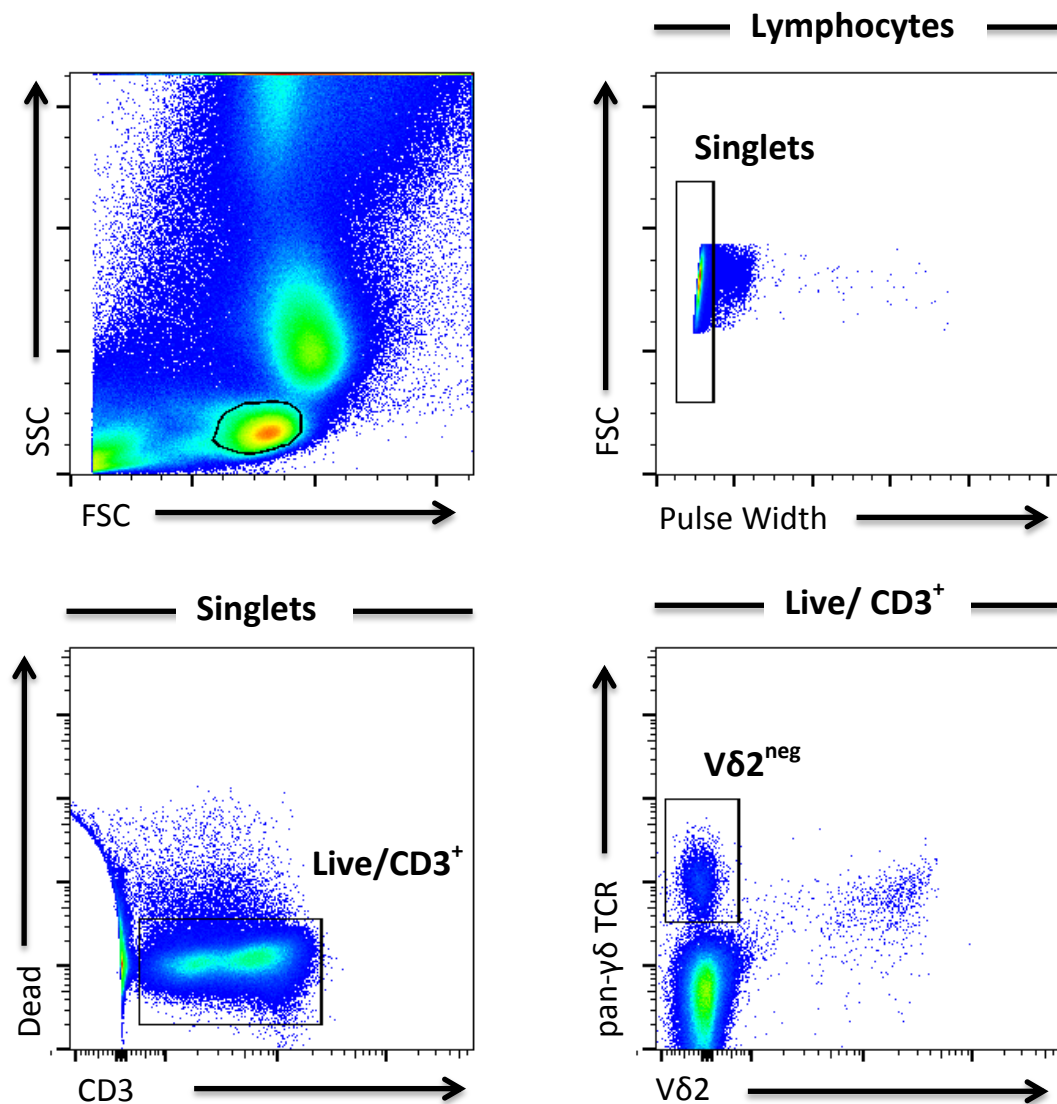 Lymphocytes
SSC
FSC
FSC
Singlets
Pulse Width
Singlets
Dead
Live/CD3⁺
CD3
Live/ CD3⁺
pan-γδ TCR
Vδ2ⁿᵉᵍ
Vδ2